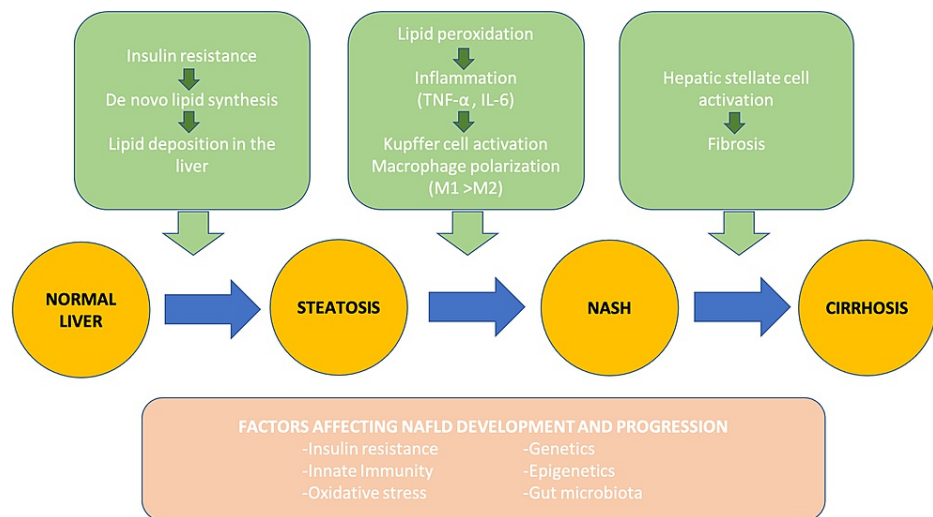 Insulin resistance
De novo lipid synthesis
Lipid deposition in the
liver
Lipid peroxidation
Inflammation
(TNF-α , IL-6)
Kupffer cell activation
Macrophage polarization
(M1 >M2)
Hepatic stellate cell
activation
Fibrosis
NORMAL
LIVER
STEATOSIS
NASH
CIRRHOSIS
FACTORS AFFECTING NAFLD DEVELOPMENT AND PROGRESSION
-Insulin resistance
-Innate Immunity
-Oxidative stress
-Genetics
-Epigenetics
-Gut microbiota